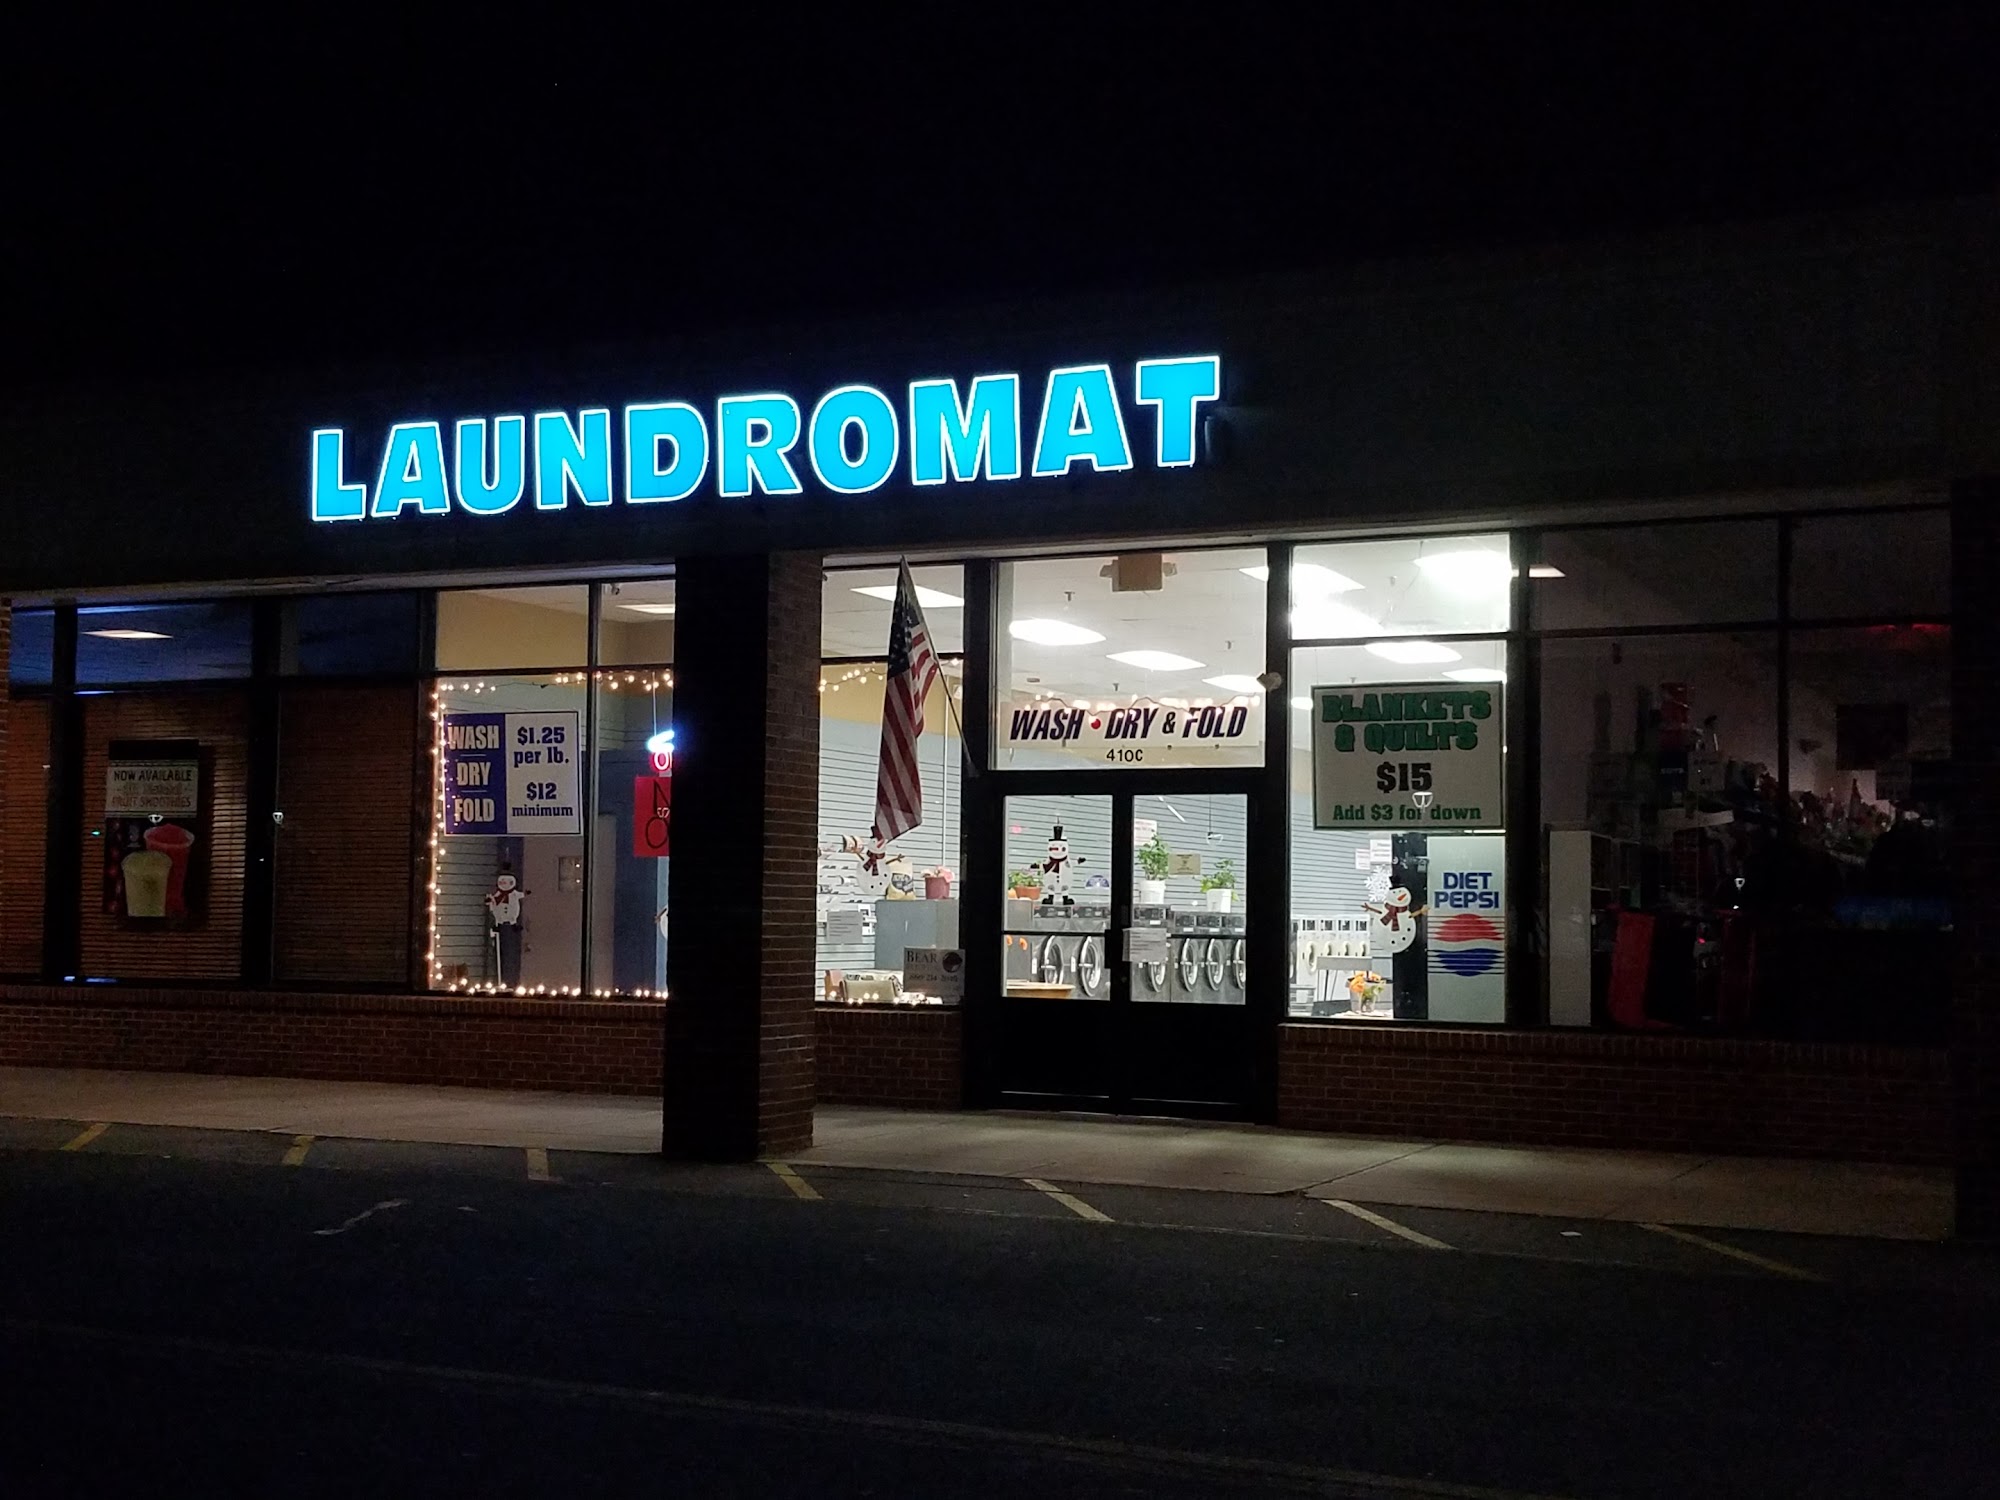 LAUNDROMAT
NOW AVAILABLE
FRUIT SMOOTHIES
WASH
DRY
FOLD
$1.25
per lb.
$12
minimum
NO
WASH • DRY & FOLD
410C
BEAR
BLANKETS
& QUILTS
$15
Add $3 for down
DIET
PEPSI